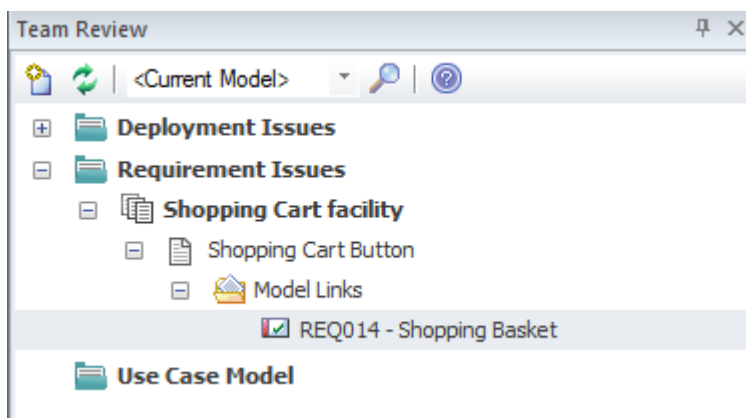 Team Review
<Current Model>
Deployment Issues
Requirement Issues
Shopping Cart facility
Shopping Cart Button
Model Links
REQ014 - Shopping Basket
Use Case Model